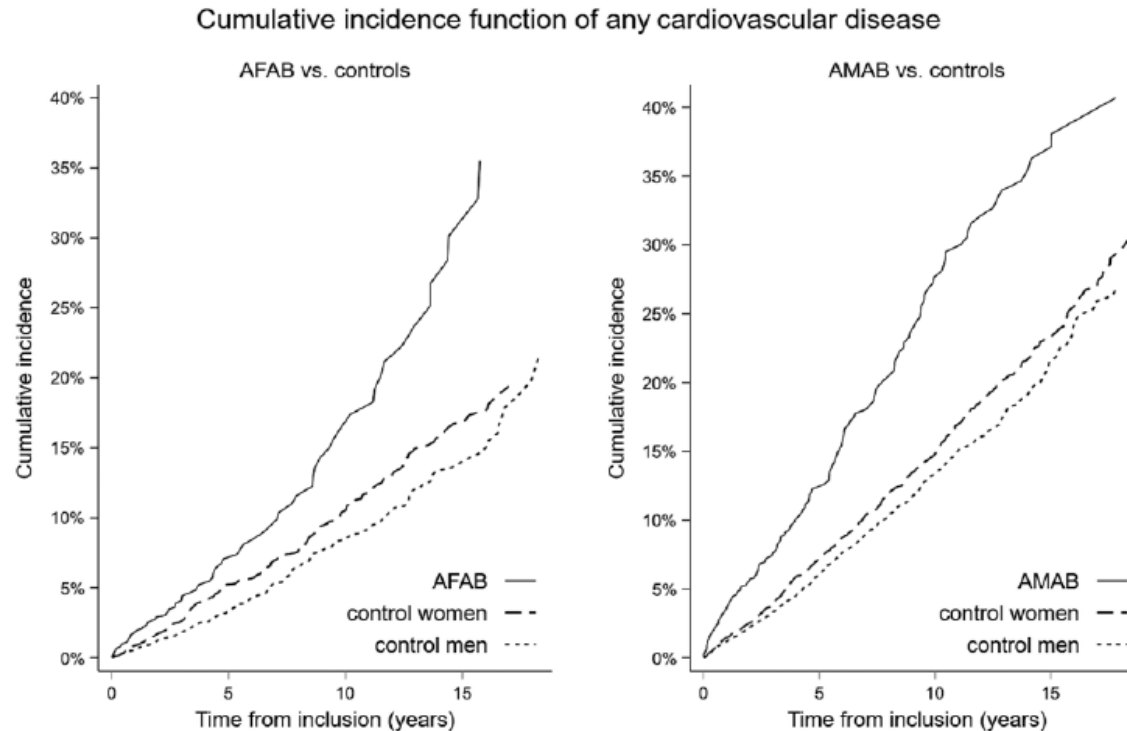 Cumulative incidence function of any cardiovascular disease
AFAB vs. controls
40%
35%
30%
25%
20%
15%
10%
5%
0%
Cumulative incidence
AFAB
control women
control men
0 5 10 15
Time from inclusion (years)
AMAB vs. controls
40%
35%
30%
25%
20%
15%
10%
5%
0%
Cumulative incidence
AMAB
control women
control men
0 5 10 15
Time from inclusion (years)